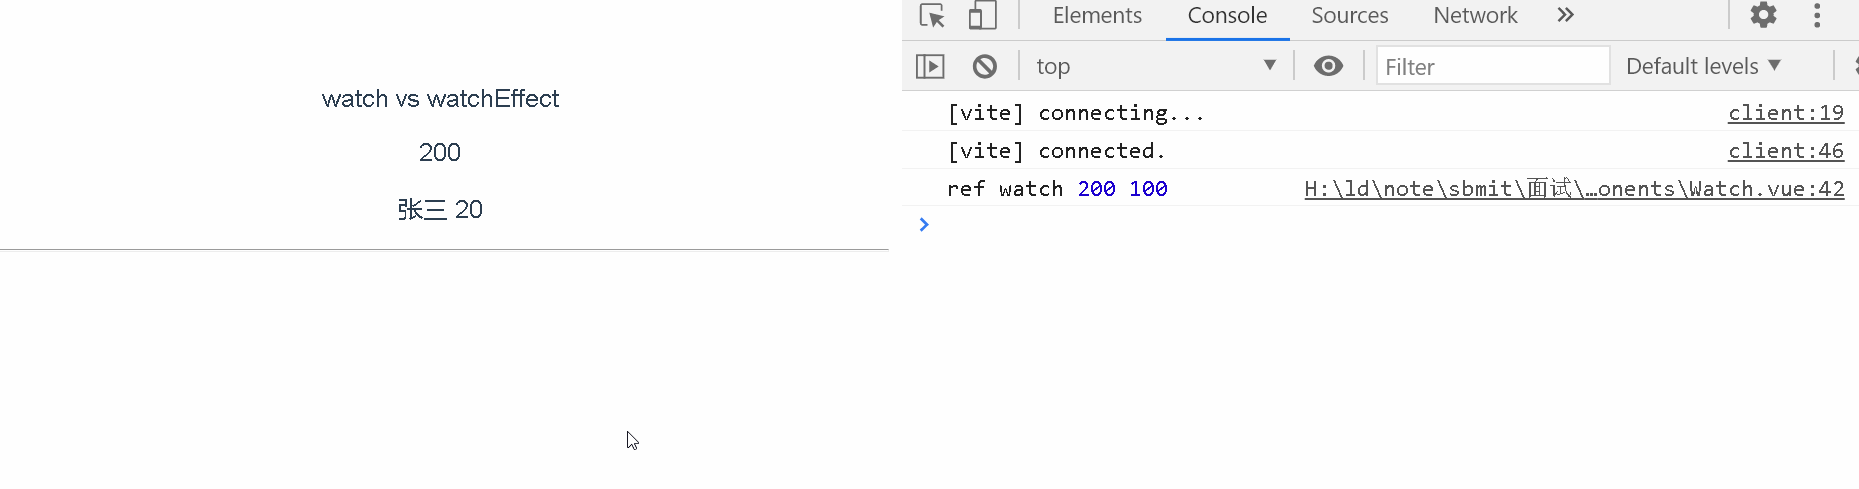 watch vs watchEffect
200
张三 20
Elements Console Sources Network
top Filter Default levels
[vite] connecting... client:19
[vite] connected. client:46
ref watch 200 100 H:\ld\note\sbmit\面试\…onents\Watch.vue:42